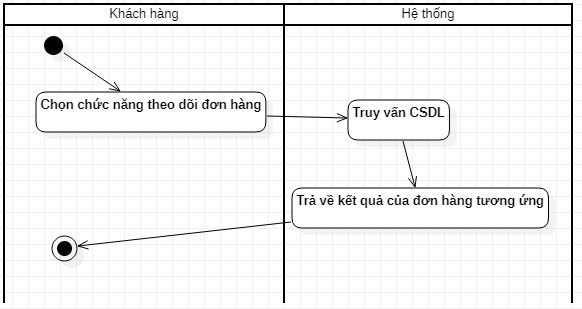 Khách hàng
Hệ thống
Chọn chức năng theo dõi đơn hàng
Truy vấn CSDL
Trả về kết quả của đơn hàng tương ứng